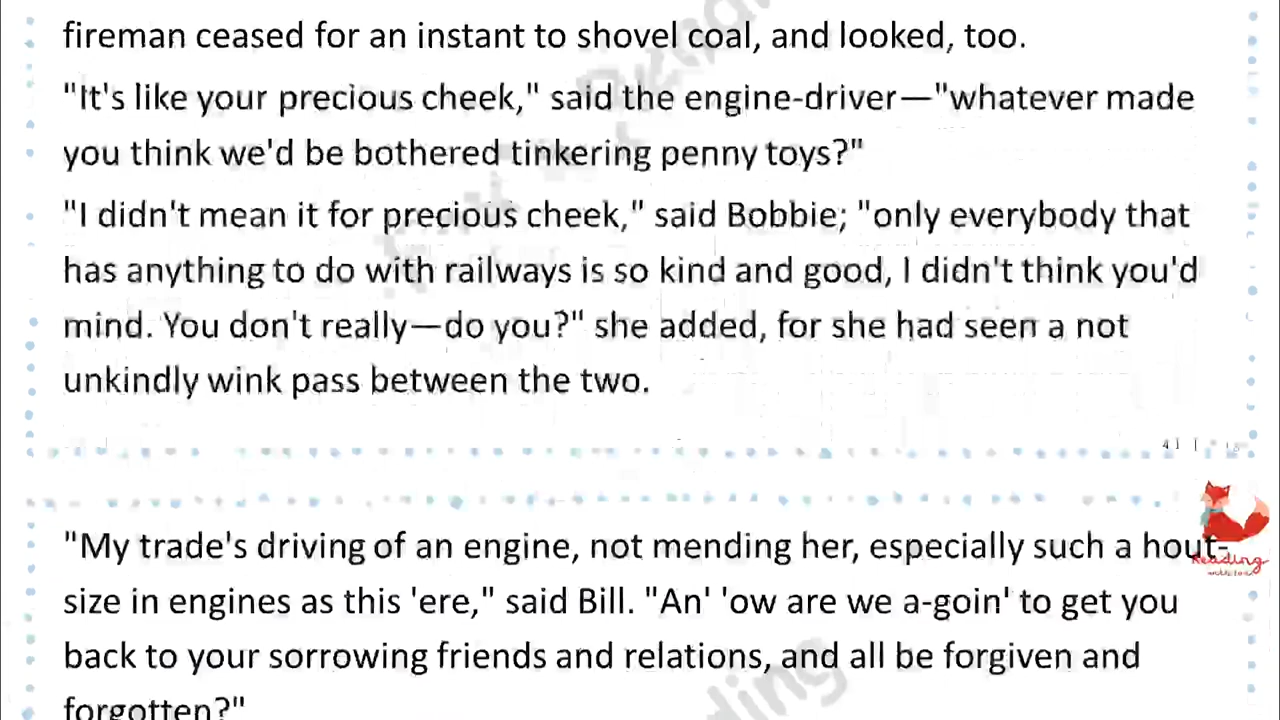 fireman ceased for an instant to shovel coal, and looked, too.
"It's like your precious cheek," said the engine-driver—"whatever made
you think we'd be bothered tinkering penny toys?"
"I didn't mean it for precious cheek," said Bobbie; "only everybody that
has anything to do with railways is so kind and good, I didn't think you'd
mind. You don't really—do you?" she added, for she had seen a not
unkindly wink pass between the two.
41
"My trade's driving of an engine, not mending her, especially such a hout-
Reading
size in engines as this 'ere," said Bill. "An' 'ow are we a-goin' to get you
back to your sorrowing friends and relations, and all be forgiven and
forgotten?"